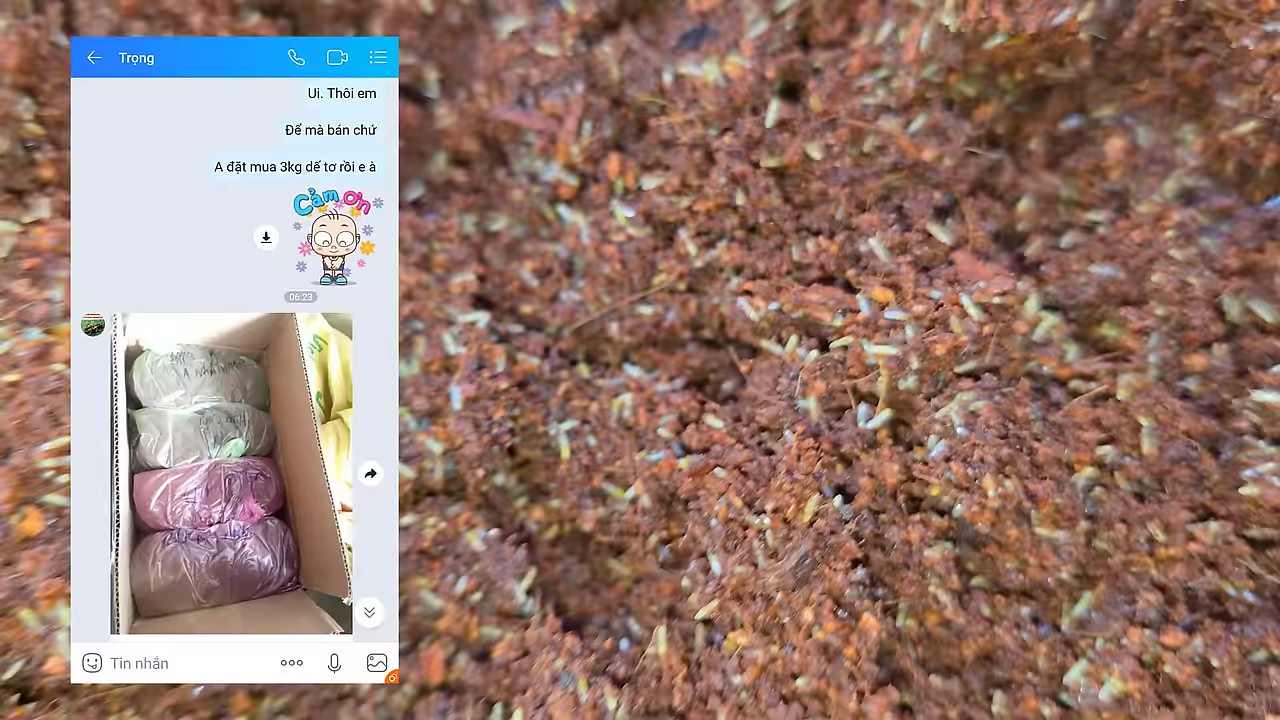 Trọng
Ui. Thôi em
Để mà bán chứ
A đặt mua 3kg dế tơ rồi e à
Cảm ơn
06:23
Tin nhắn